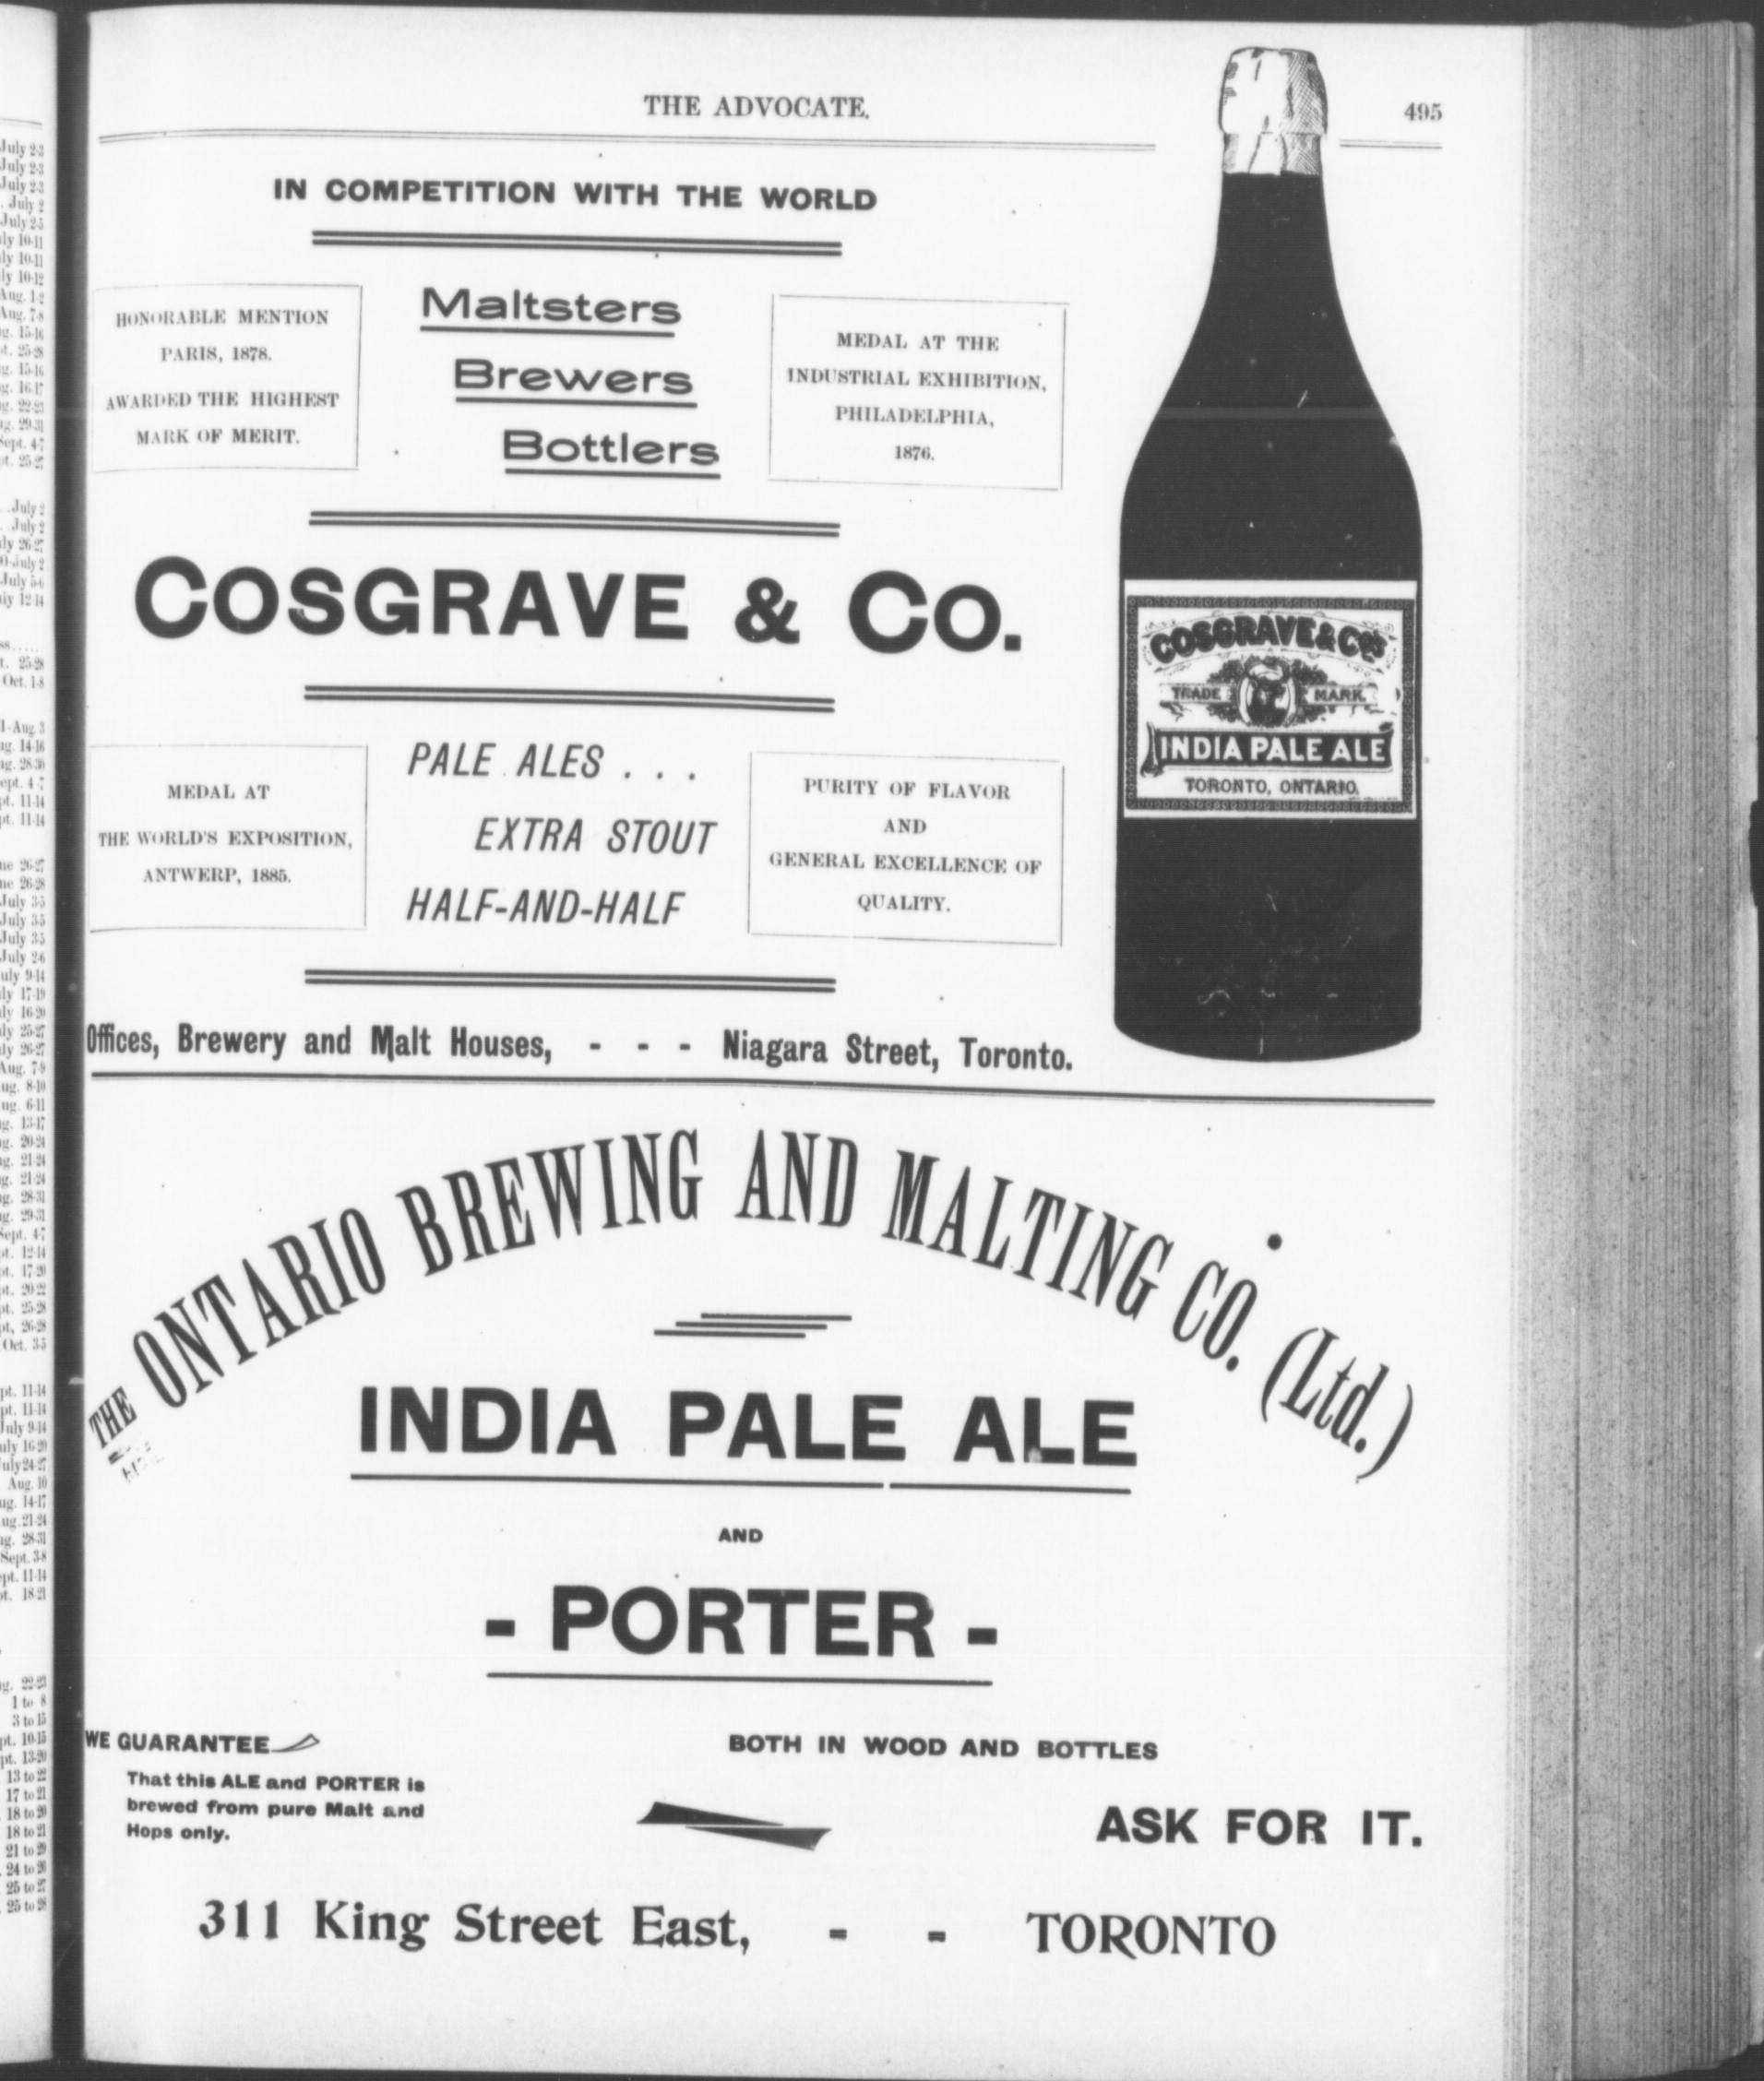 THE ADVOCATE.
495
IN COMPETITION WITH THE WORLD
HONORABLE MENTION
PARIS, 1878.
AWARDED THE HIGHEST
MARK OF MERIT.
Maltsters
Brewers
Bottlers
MEDAL AT THE
INDUSTRIAL EXHIBITION,
PHILADELPHIA,
1876.
COSGRAVE & CO.
MEDAL AT
THE WORLD'S EXPOSITION,
ANTWERP, 1885.
PALE ALES . . .
EXTRA STOUT
HALF-AND-HALF
PURITY OF FLAVOR
AND
GENERAL EXCELLENCE OF
QUALITY.
COSGRAVE & CO'S
TRADE MARK.
INDIA PALE ALE
TORONTO, ONTARIO.
Offices, Brewery and Malt Houses, - - - Niagara Street, Toronto.
THE ONTARIO BREWING AND MALTING CO. (Ltd.)
INDIA PALE ALE
AND
- PORTER -
WE GUARANTEE
That this ALE and PORTER is
brewed from pure Malt and
Hops only.
BOTH IN WOOD AND BOTTLES
ASK FOR IT.
311 King Street East, - - TORONTO